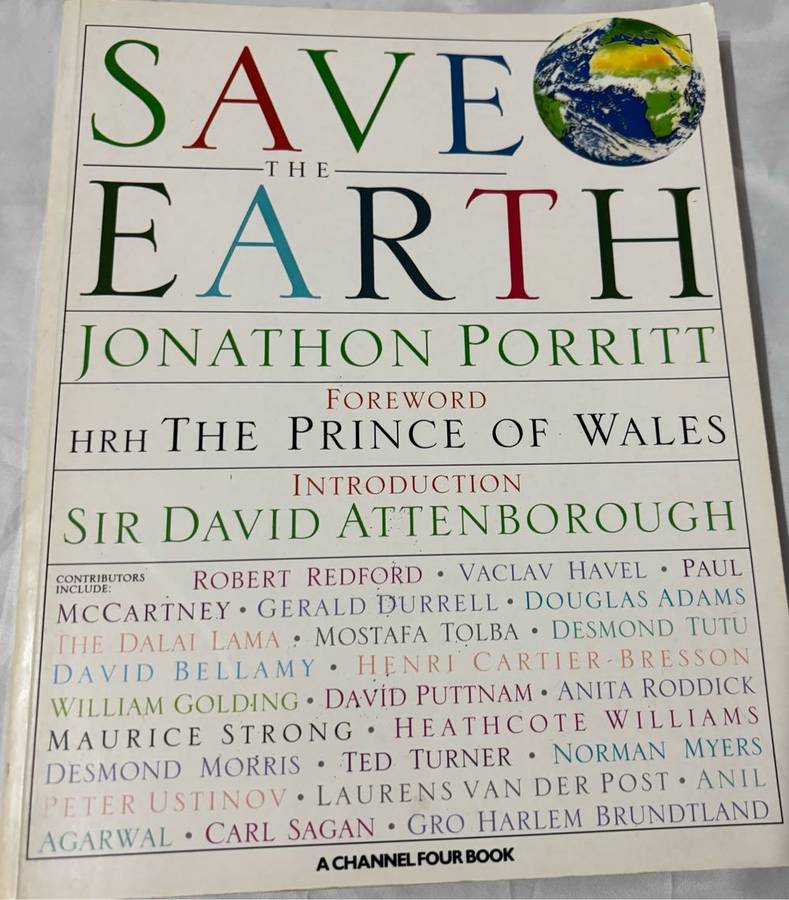 SAVE
THE
EARTH
JONATHON PORRITT
FOREWORD
HRH THE PRINCE OF WALES
INTRODUCTION
SIR DAVID ATTENBOROUGH
CONTRIBUTORS
INCLUDE:
ROBERT REDFORD • VACLAV HAVEL • PAUL
MCCARTNEY • GERALD DURRELL • DOUGLAS ADAMS
THE DALAI LAMA • MOSTAFA TOLBA • DESMOND TUTU
DAVID BELLAMY • HENRI CARTIER-BRESSON
WILLIAM GOLDING • DAVID PUTTNAM • ANITA RODDICK
MAURICE STRONG • HEATHCOTE WILLIAMS
DESMOND MORRIS • TED TURNER • NORMAN MYERS
PETER USTINOV • LAURENS VAN DER POST • ANIL
AGARWAL • CARL SAGAN • GRO HARLEM BRUNDTLAND
A CHANNEL FOUR BOOK